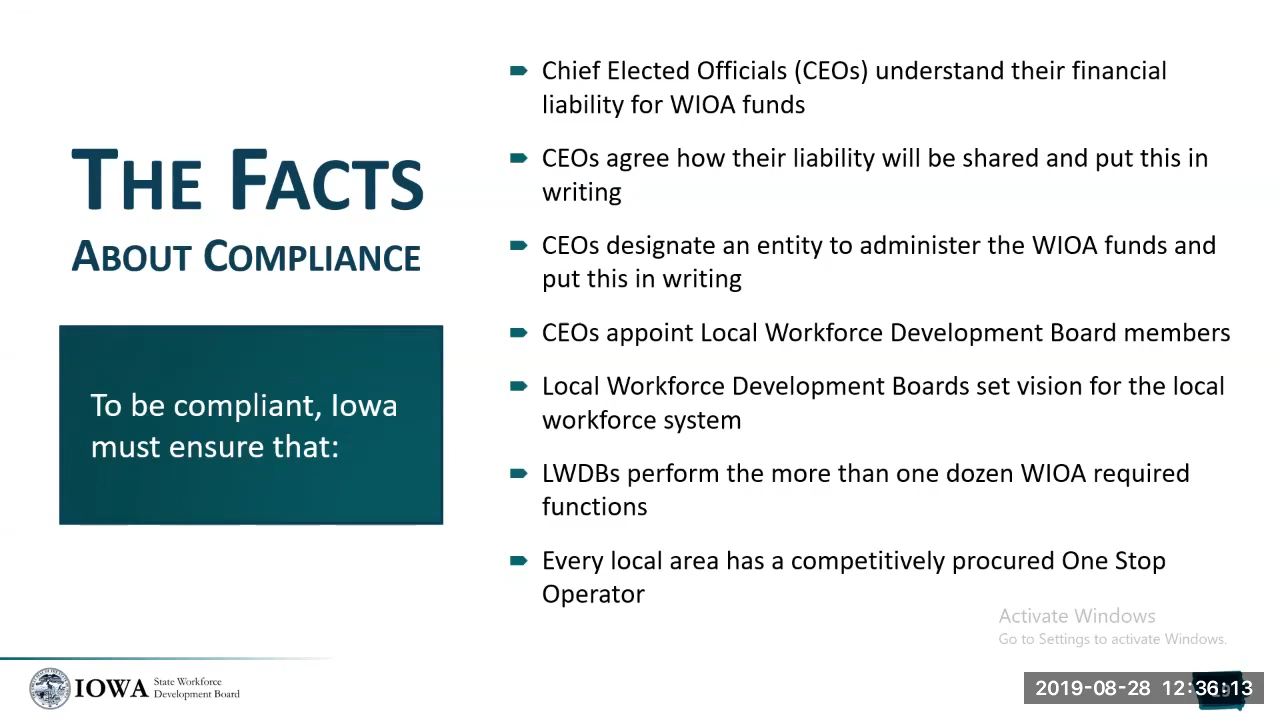 THE FACTS
ABOUT COMPLIANCE
To be compliant, Iowa
must ensure that:
Chief Elected Officials (CEOs) understand their financial
liability for WIOA funds
CEOs agree how their liability will be shared and put this in
writing
CEOs designate an entity to administer the WIOA funds and
put this in writing
CEOs appoint Local Workforce Development Board members
Local Workforce Development Boards set vision for the local
workforce system
LWDBs perform the more than one dozen WIOA required
functions
Every local area has a competitively procured One Stop
Operator
Activate Windows
Go to Settings to activate Windows.
IOWA
State Workforce
Development Board
2019-08-28 12:36:13